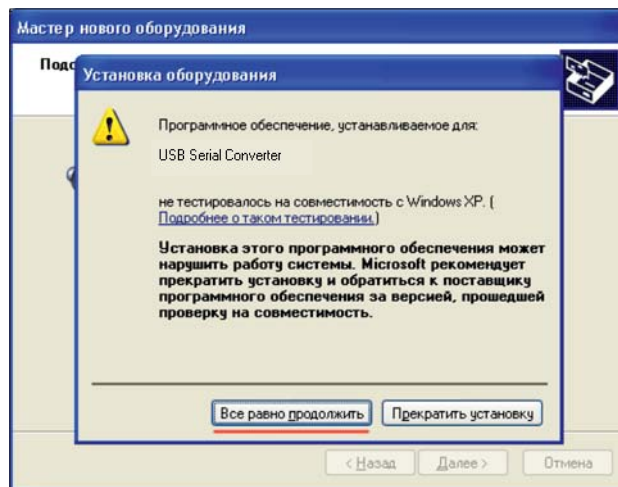 Мастер нового оборудования
Установка оборудования
Программное обеспечение, устанавливаемое для:
USB Serial Converter
не тестировалось на совместимость с Windows XP. (
Подробнее о таком тестировании.)
Установка этого программного обеспечения может
нарушить работу системы. Microsoft рекомендует
прекратить установку и обратиться к поставщику
программного обеспечения за версией, прошедшей
проверку на совместимость.
Все равно продолжить Прекратить установку
< Назад Далее > Отмена